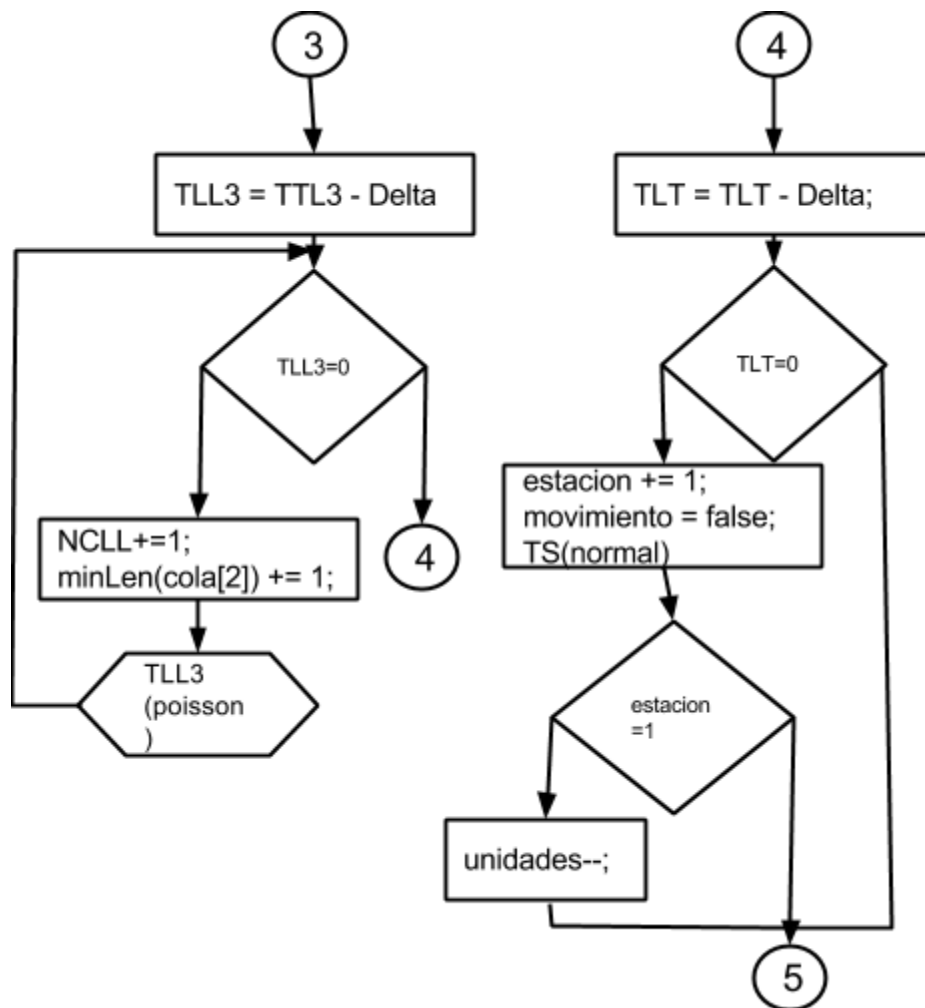 3
TLL3 = TTL3 - Delta
TLL3=0
NCLL+=1;
minLen(cola[2]) += 1;
4
TLL3
(poisson
)
4
TLT = TLT - Delta;
TLT=0
estacion += 1;
movimiento = false;
TS(normal)
estacion
=1
unidades--;
5